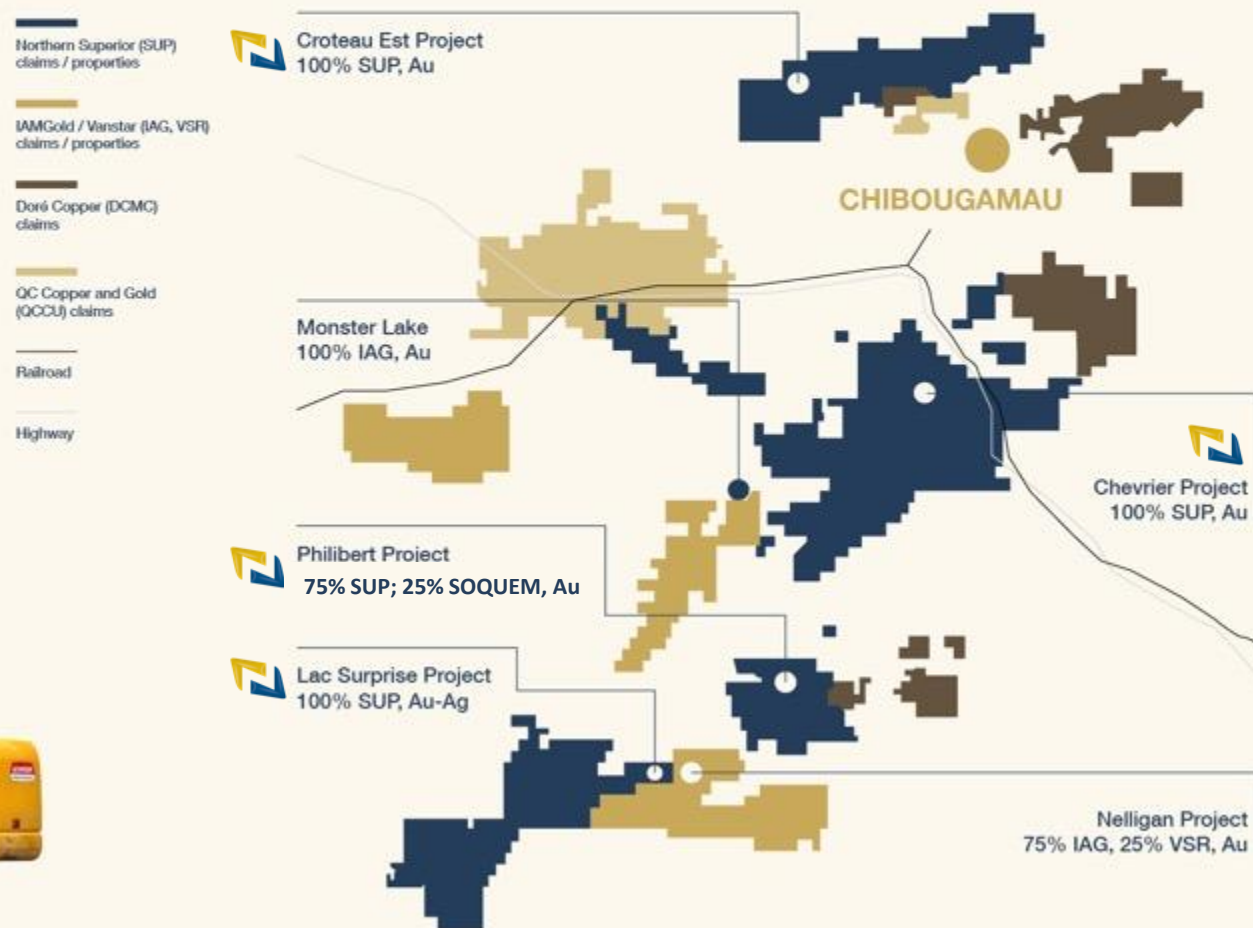 Northern Superior (SUP)
claims / properties
IAMGold / Vanstar (IAG, VSR)
claims / properties
Doré Copper (DCMC)
claims
QC Copper and Gold
(QCCU) claims
Railroad
Highway
Croteau Est Project
100% SUP, Au
CHIBOUGAMAU
Monster Lake
100% IAG, Au
Chevrier Project
100% SUP, Au
Philibert Project
75% SUP; 25% SOQUEM, Au
Lac Surprise Project
100% SUP, Au-Ag
Nelligan Project
75% IAG, 25% VSR, Au